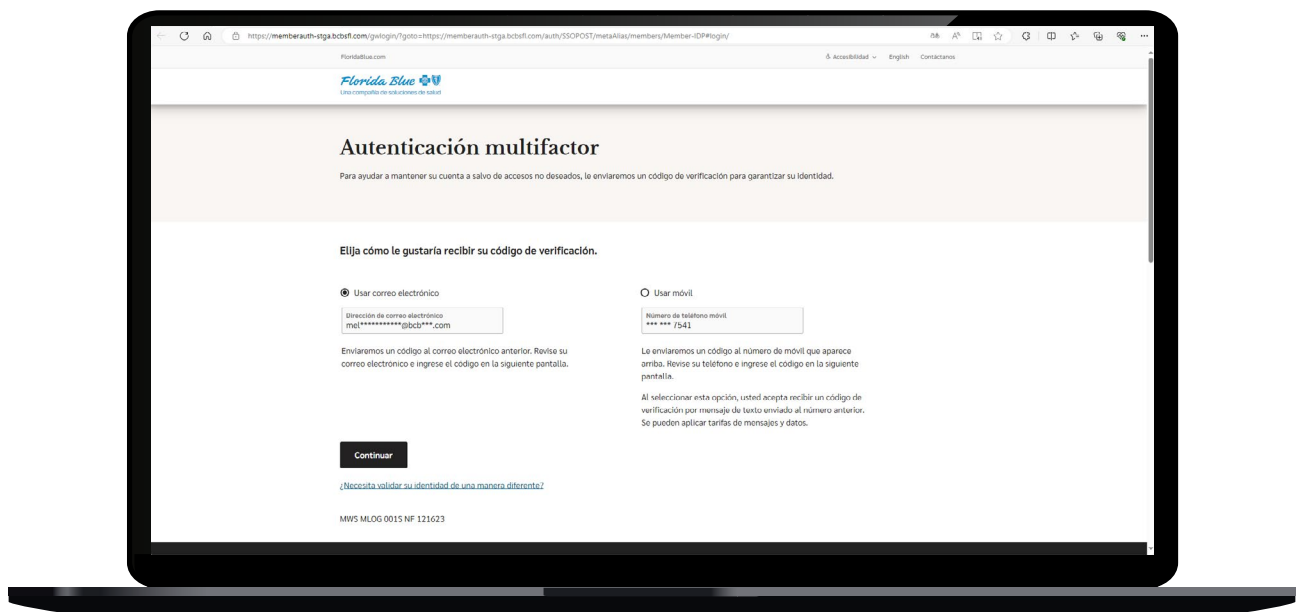 https://memberauth-stga.bcbsfl.com/gwlogin/?goto=https://memberauth-stga.bcbsfl.com/auth/SSOPOST/metaAlias/members/Member-IDP#login/
FloridaBlue.com
Accesibilidad
English
Contáctanos
Florida Blue
Una compañía de soluciones de salud
Autenticación multifactor
Para ayudar a mantener su cuenta a salvo de accesos no deseados, le enviaremos un código de verificación para garantizar su identidad.
Elija cómo le gustaría recibir su código de verificación.
Usar correo electrónico
Dirección de correo electrónico
mel***********@bcb***.com
Enviaremos un código al correo electrónico anterior. Revise su
correo electrónico e ingrese el código en la siguiente pantalla.
Usar móvil
Número de teléfono móvil
*** *** 7541
Le enviaremos un código al número de móvil que aparece
arriba. Revise su teléfono e ingrese el código en la siguiente
pantalla.
Al seleccionar esta opción, usted acepta recibir un código de
verificación por mensaje de texto enviado al número anterior.
Se pueden aplicar tarifas de mensajes y datos.
Continuar
¿Necesita validar su identidad de una manera diferente?
MWS MLOG 001S NF 121623